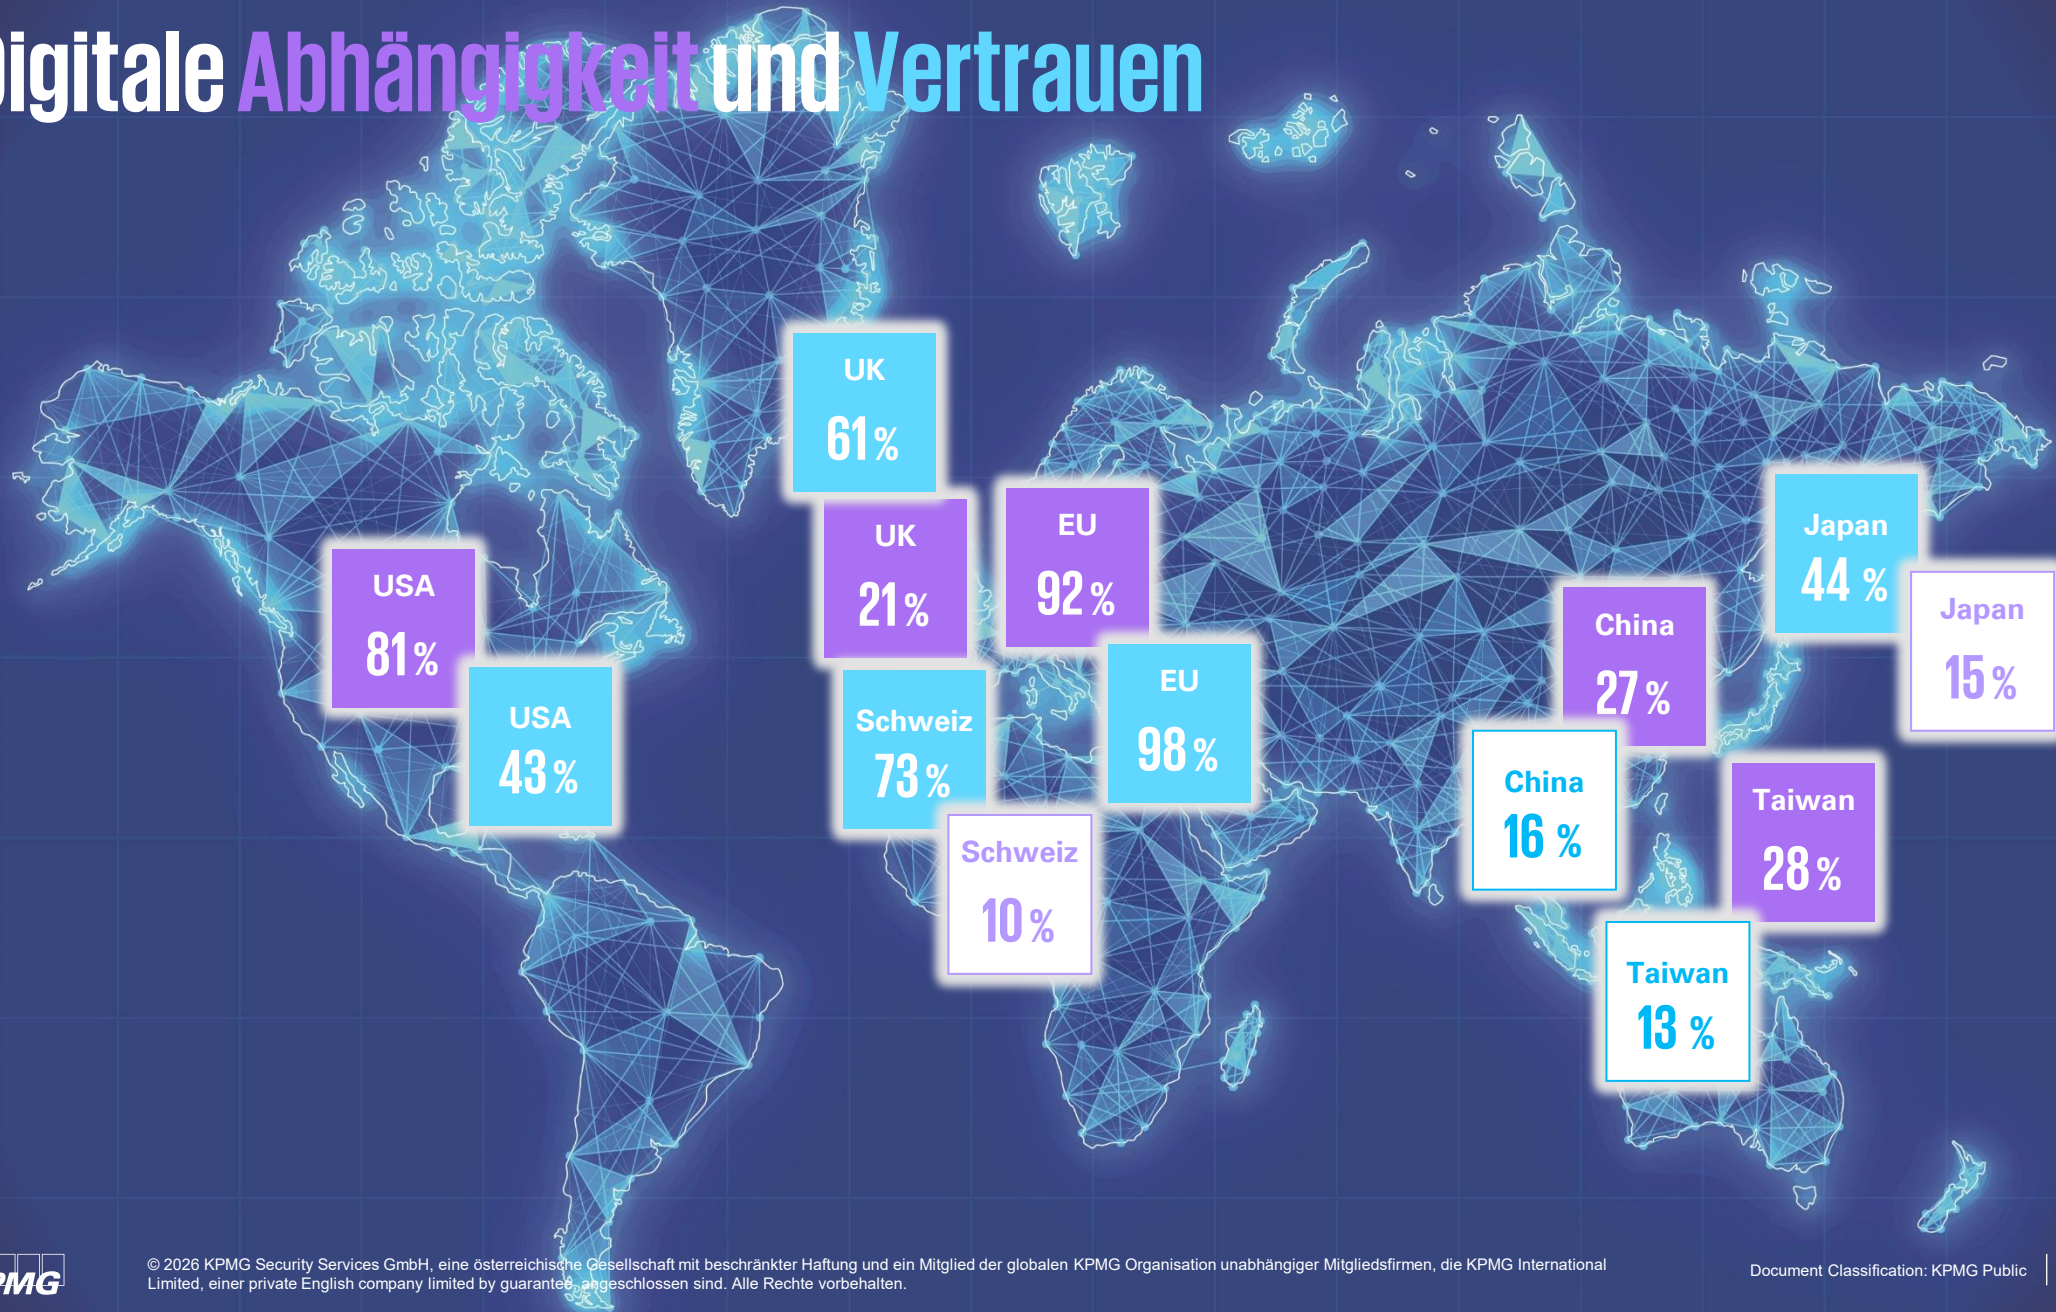 Digitale Abhängigkeit und Vertrauen
UK
61 %
UK
21 %
EU
92 %
USA
81 %
USA
43 %
Schweiz
73 %
EU
98 %
Schweiz
10 %
Japan
44 %
Japan
15 %
China
27 %
China
16 %
Taiwan
28 %
Taiwan
13 %
KPMG
© 2026 KPMG Security Services GmbH, eine österreichische Gesellschaft mit beschränkter Haftung und ein Mitglied der globalen KPMG Organisation unabhängiger Mitgliedsfirmen, die KPMG International
Limited, einer private English company limited by guarantee, angeschlossen sind. Alle Rechte vorbehalten.
Document Classification: KPMG Public